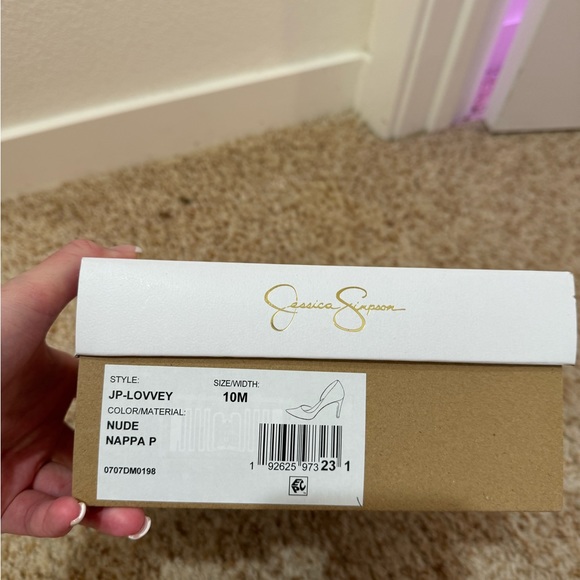 Jessica Simpson
STYLE:
SIZE/WIDTH:
JP-LOVVEY
10M
COLOR/MATERIAL:
NUDE
NAPPA P
0707DM0198
1 92625 973 23 1